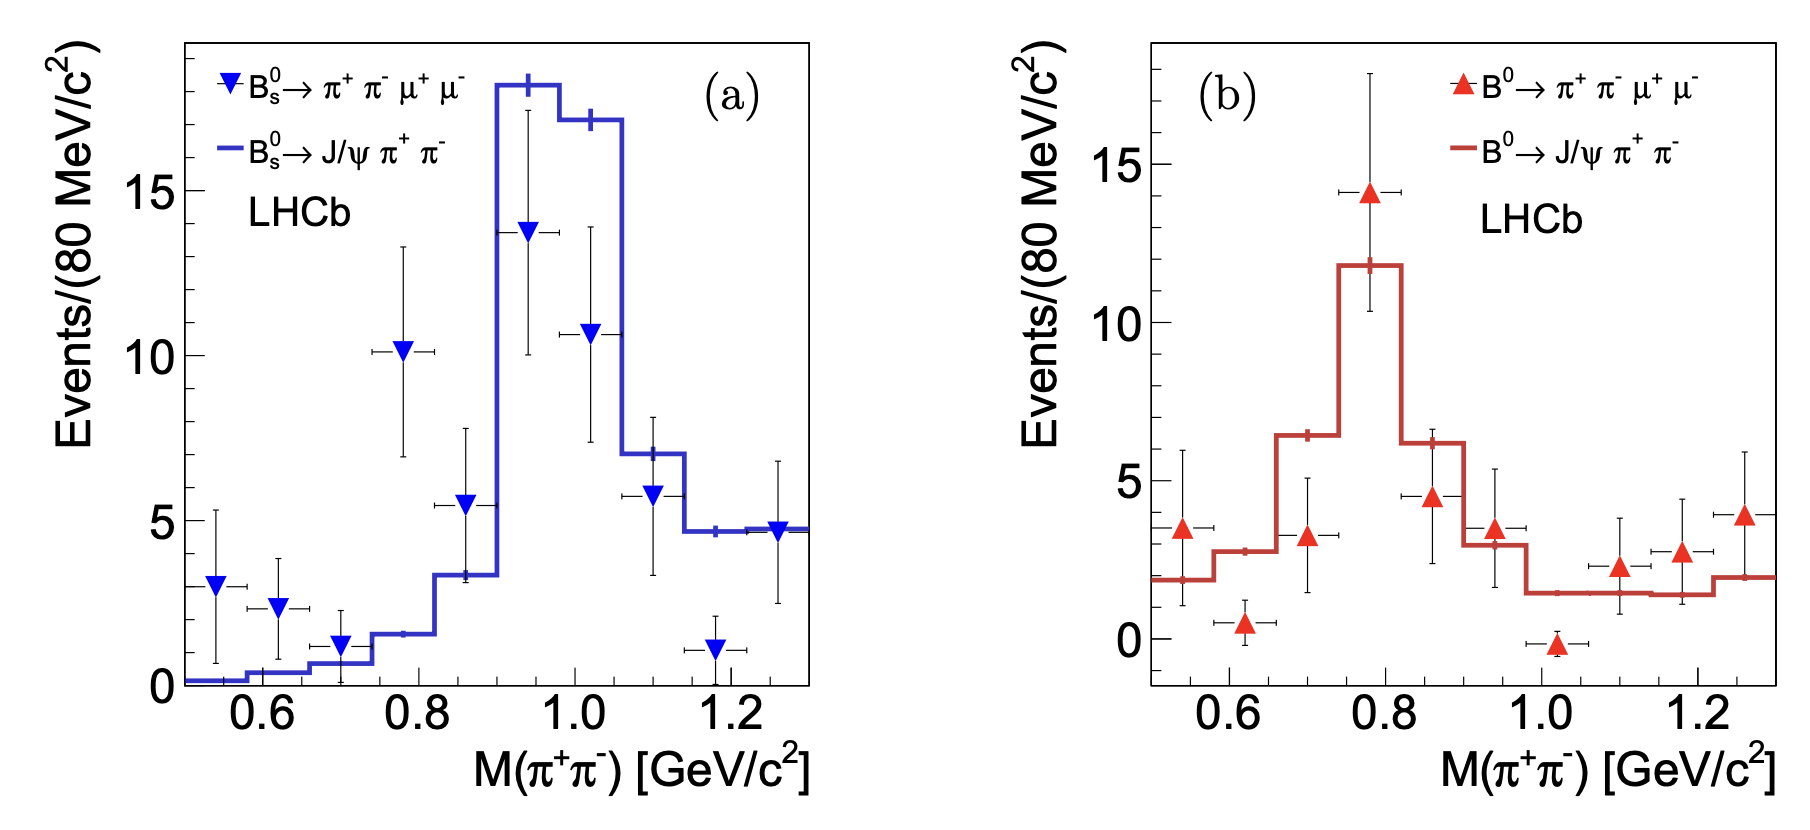 Events/(80 MeV/c²)
B⁰ₛ→ π⁺ π⁻ μ⁺ μ⁻
B⁰ₛ→ J/ψ π⁺ π⁻
LHCb
(a)
15
10
5
0
0.6 0.8 1.0 1.2
M(π⁺π⁻) [GeV/c²]
Events/(80 MeV/c²)
(b)
B⁰→ π⁺ π⁻ μ⁺ μ⁻
B⁰→ J/ψ π⁺ π⁻
LHCb
15
10
5
0
0.6 0.8 1.0 1.2
M(π⁺π⁻) [GeV/c²]